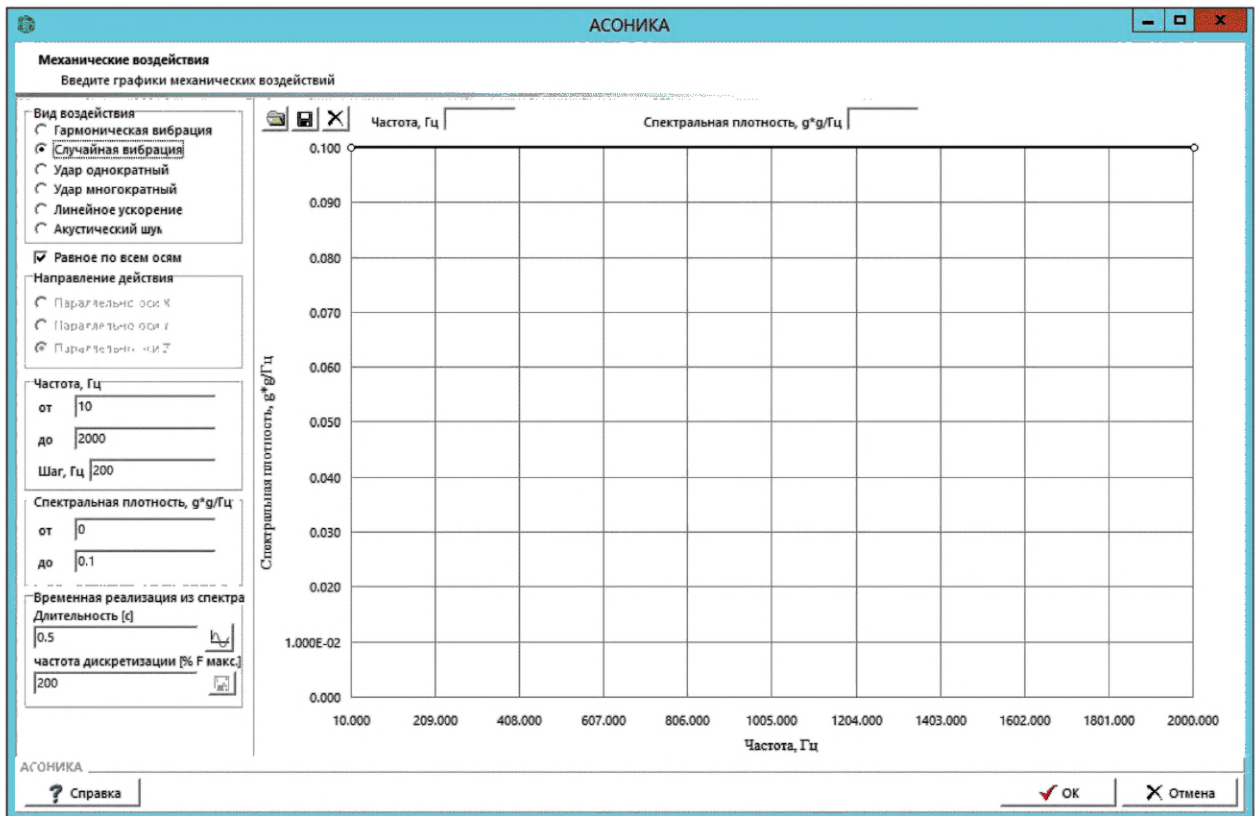 АСОНИКА
Механические воздействия
Введите графики механических воздействий
Вид воздействия
Гармоническая вибрация
Случайная вибрация
Удар однократный
Удар многократный
Линейное ускорение
Акустический шум
Равное по всем осям
Направление действия
Параллельно оси X
Параллельно оси Y
Параллельно оси Z
Частота, Гц
от 10
до 2000
Шаг, Гц 200
Спектральная плотность, g*g/Гц
от 0
до 0.1
Временная реализация из спектра
Длительность [с]
0.5
частота дискретизации [% F макс.]
200
Частота, Гц Спектральная плотность, g*g/Гц
0.100
0.090
0.080
0.070
0.060
0.050
0.040
0.030
0.020
1.000E-02
0.000
Спектральная плотность, g*g/Гц
10.000 209.000 408.000 607.000 806.000 1005.000 1204.000 1403.000 1602.000 1801.000 2000.000
Частота, Гц
АСОНИКА
? Справка ОК Отмена